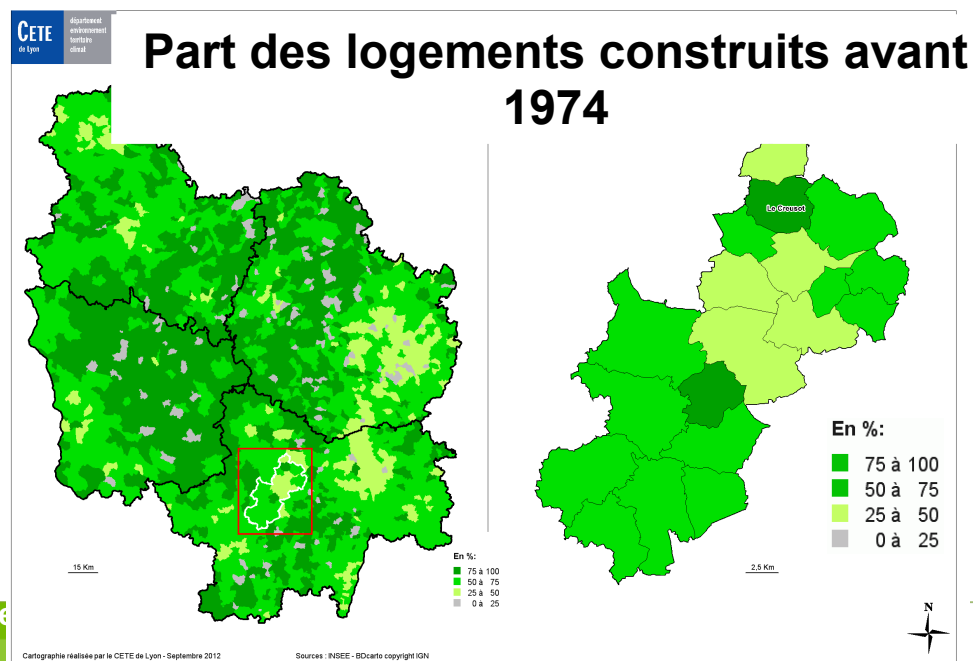 CETE
de Lyon
département
environnement
territoire
climat
Part des logements construits avant
1974
Le Creusot
En %:
75 à 100
50 à 75
25 à 50
0 à 25
15 Km
En %:
75 à 100
50 à 75
25 à 50
0 à 25
2,5 Km
N
Cartographie réalisée par le CETE de Lyon - Septembre 2012
Sources : INSEE - BDcarto copyright IGN